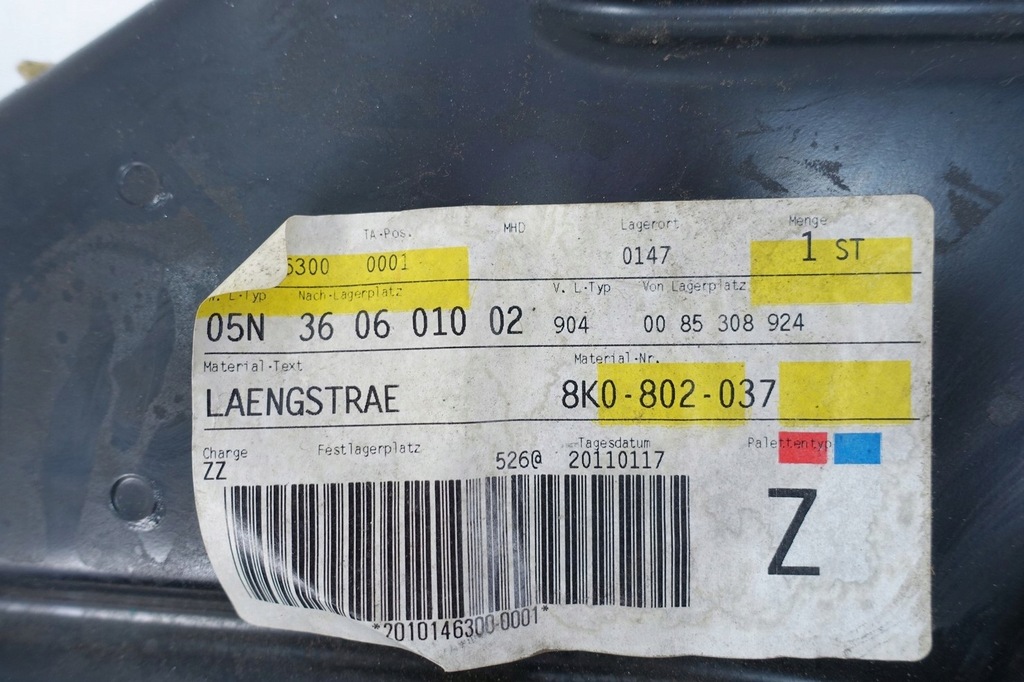 TA-Pos. MHD Lagerort Menge
6300 0001 0147 1 ST
N. L-Typ Nach-Lagerplatz V. L-Typ Von Lagerplatz
05N 36 06 010 02 904 00 85 308 924
Material-Text Material-Nr.
LAENGSTRAE 8K0-802-037
Charge Festlagerplatz Tagesdatum Palettentyp
ZZ 526@ 20110117
Z
*2010146300-0001*